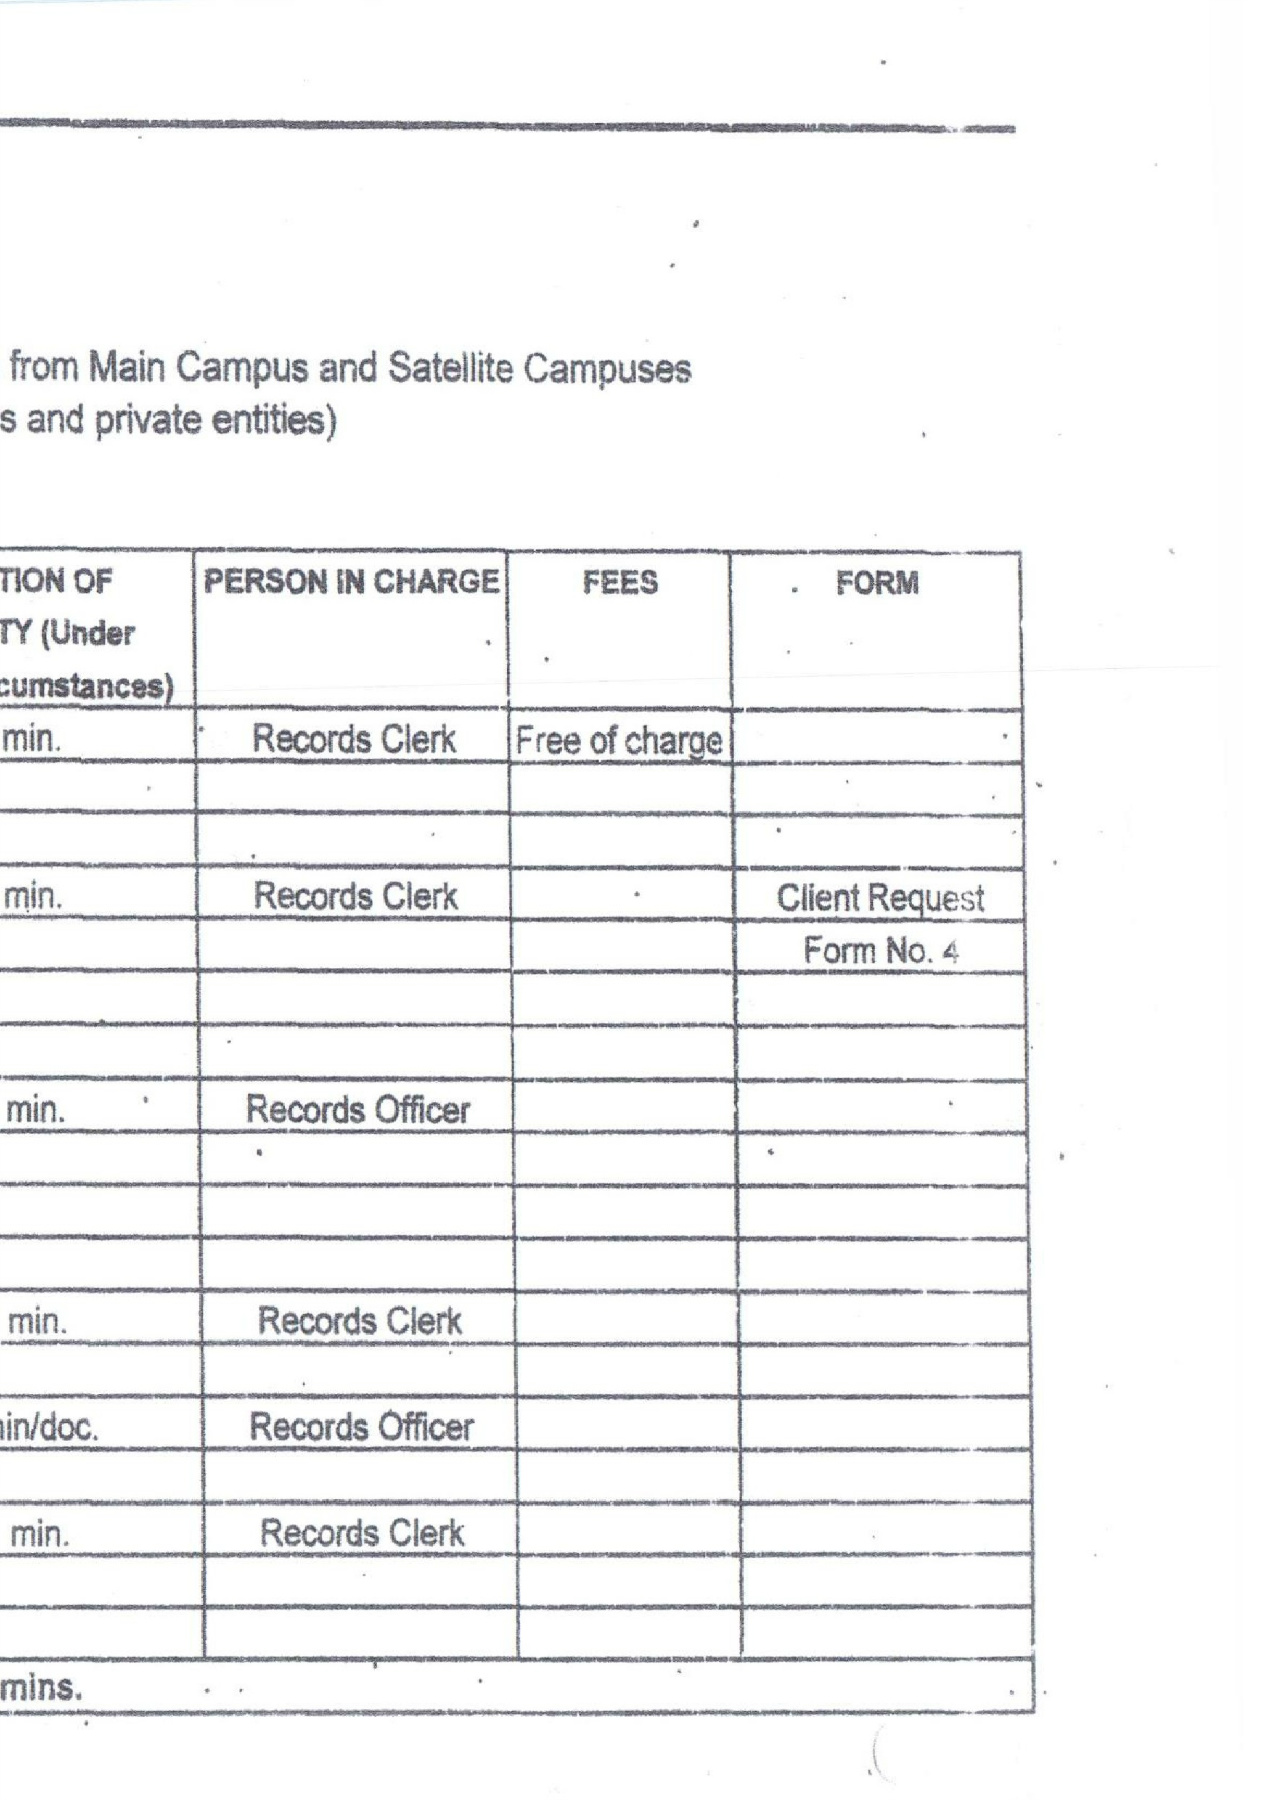 from Main Campus and Satellite Campuses
s and private entities)
TION OF PERSON IN CHARGE FEES FORM
TY (Under
cumstances)
min. Records Clerk Free of charge
min. Records Clerk Client Request
Form No. 4
min. Records Officer
min. Records Clerk
in/doc. Records Officer
min. Records Clerk
mins.